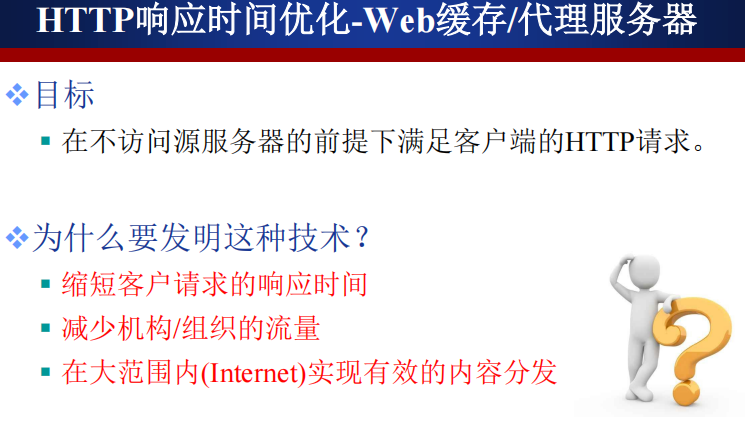 HTTP响应时间优化-Web缓存/代理服务器
目标
在不访问源服务器的前提下满足客户端的HTTP请求。
为什么要发明这种技术？
缩短客户请求的响应时间
减少机构/组织的流量
在大范围内(Internet)实现有效的内容分发